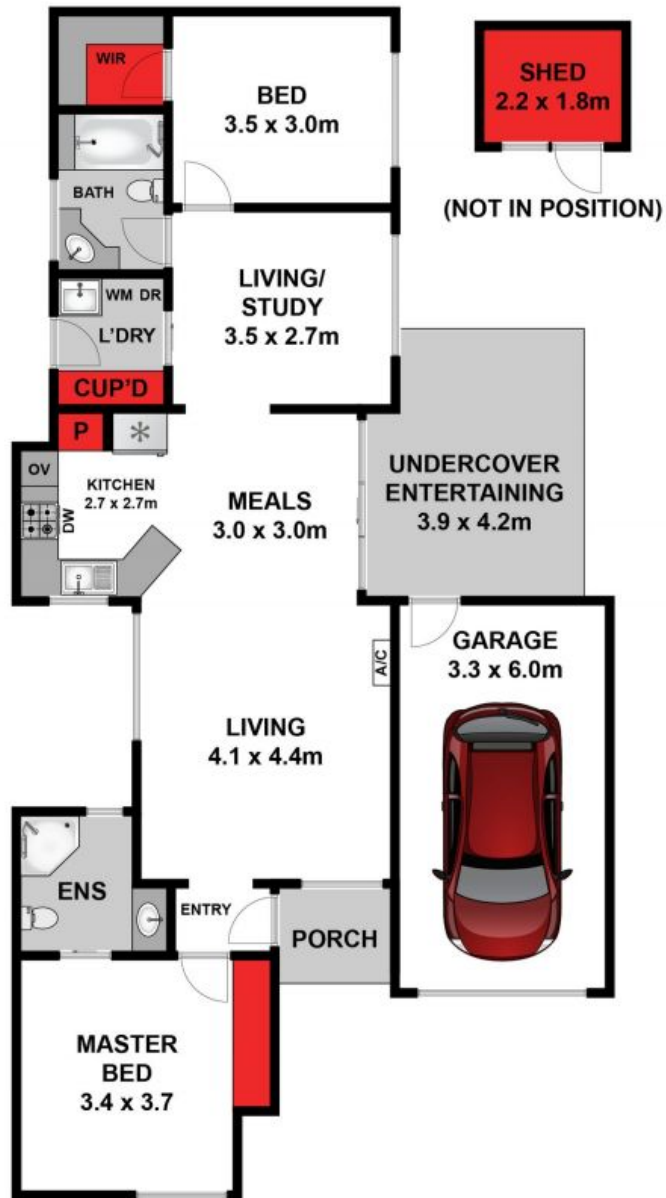 WIR
BED
3.5 x 3.0m
SHED
2.2 x 1.8m
(NOT IN POSITION)
BATH
LIVING/
STUDY
3.5 x 2.7m
WM DR
L'DRY
CUP'D
P
OV
KITCHEN
2.7 x 2.7m
DW
MEALS
3.0 x 3.0m
UNDERCOVER
ENTERTAINING
3.9 x 4.2m
GARAGE
3.3 x 6.0m
A/C
LIVING
4.1 x 4.4m
ENS
ENTRY
PORCH
MASTER
BED
3.4 x 3.7